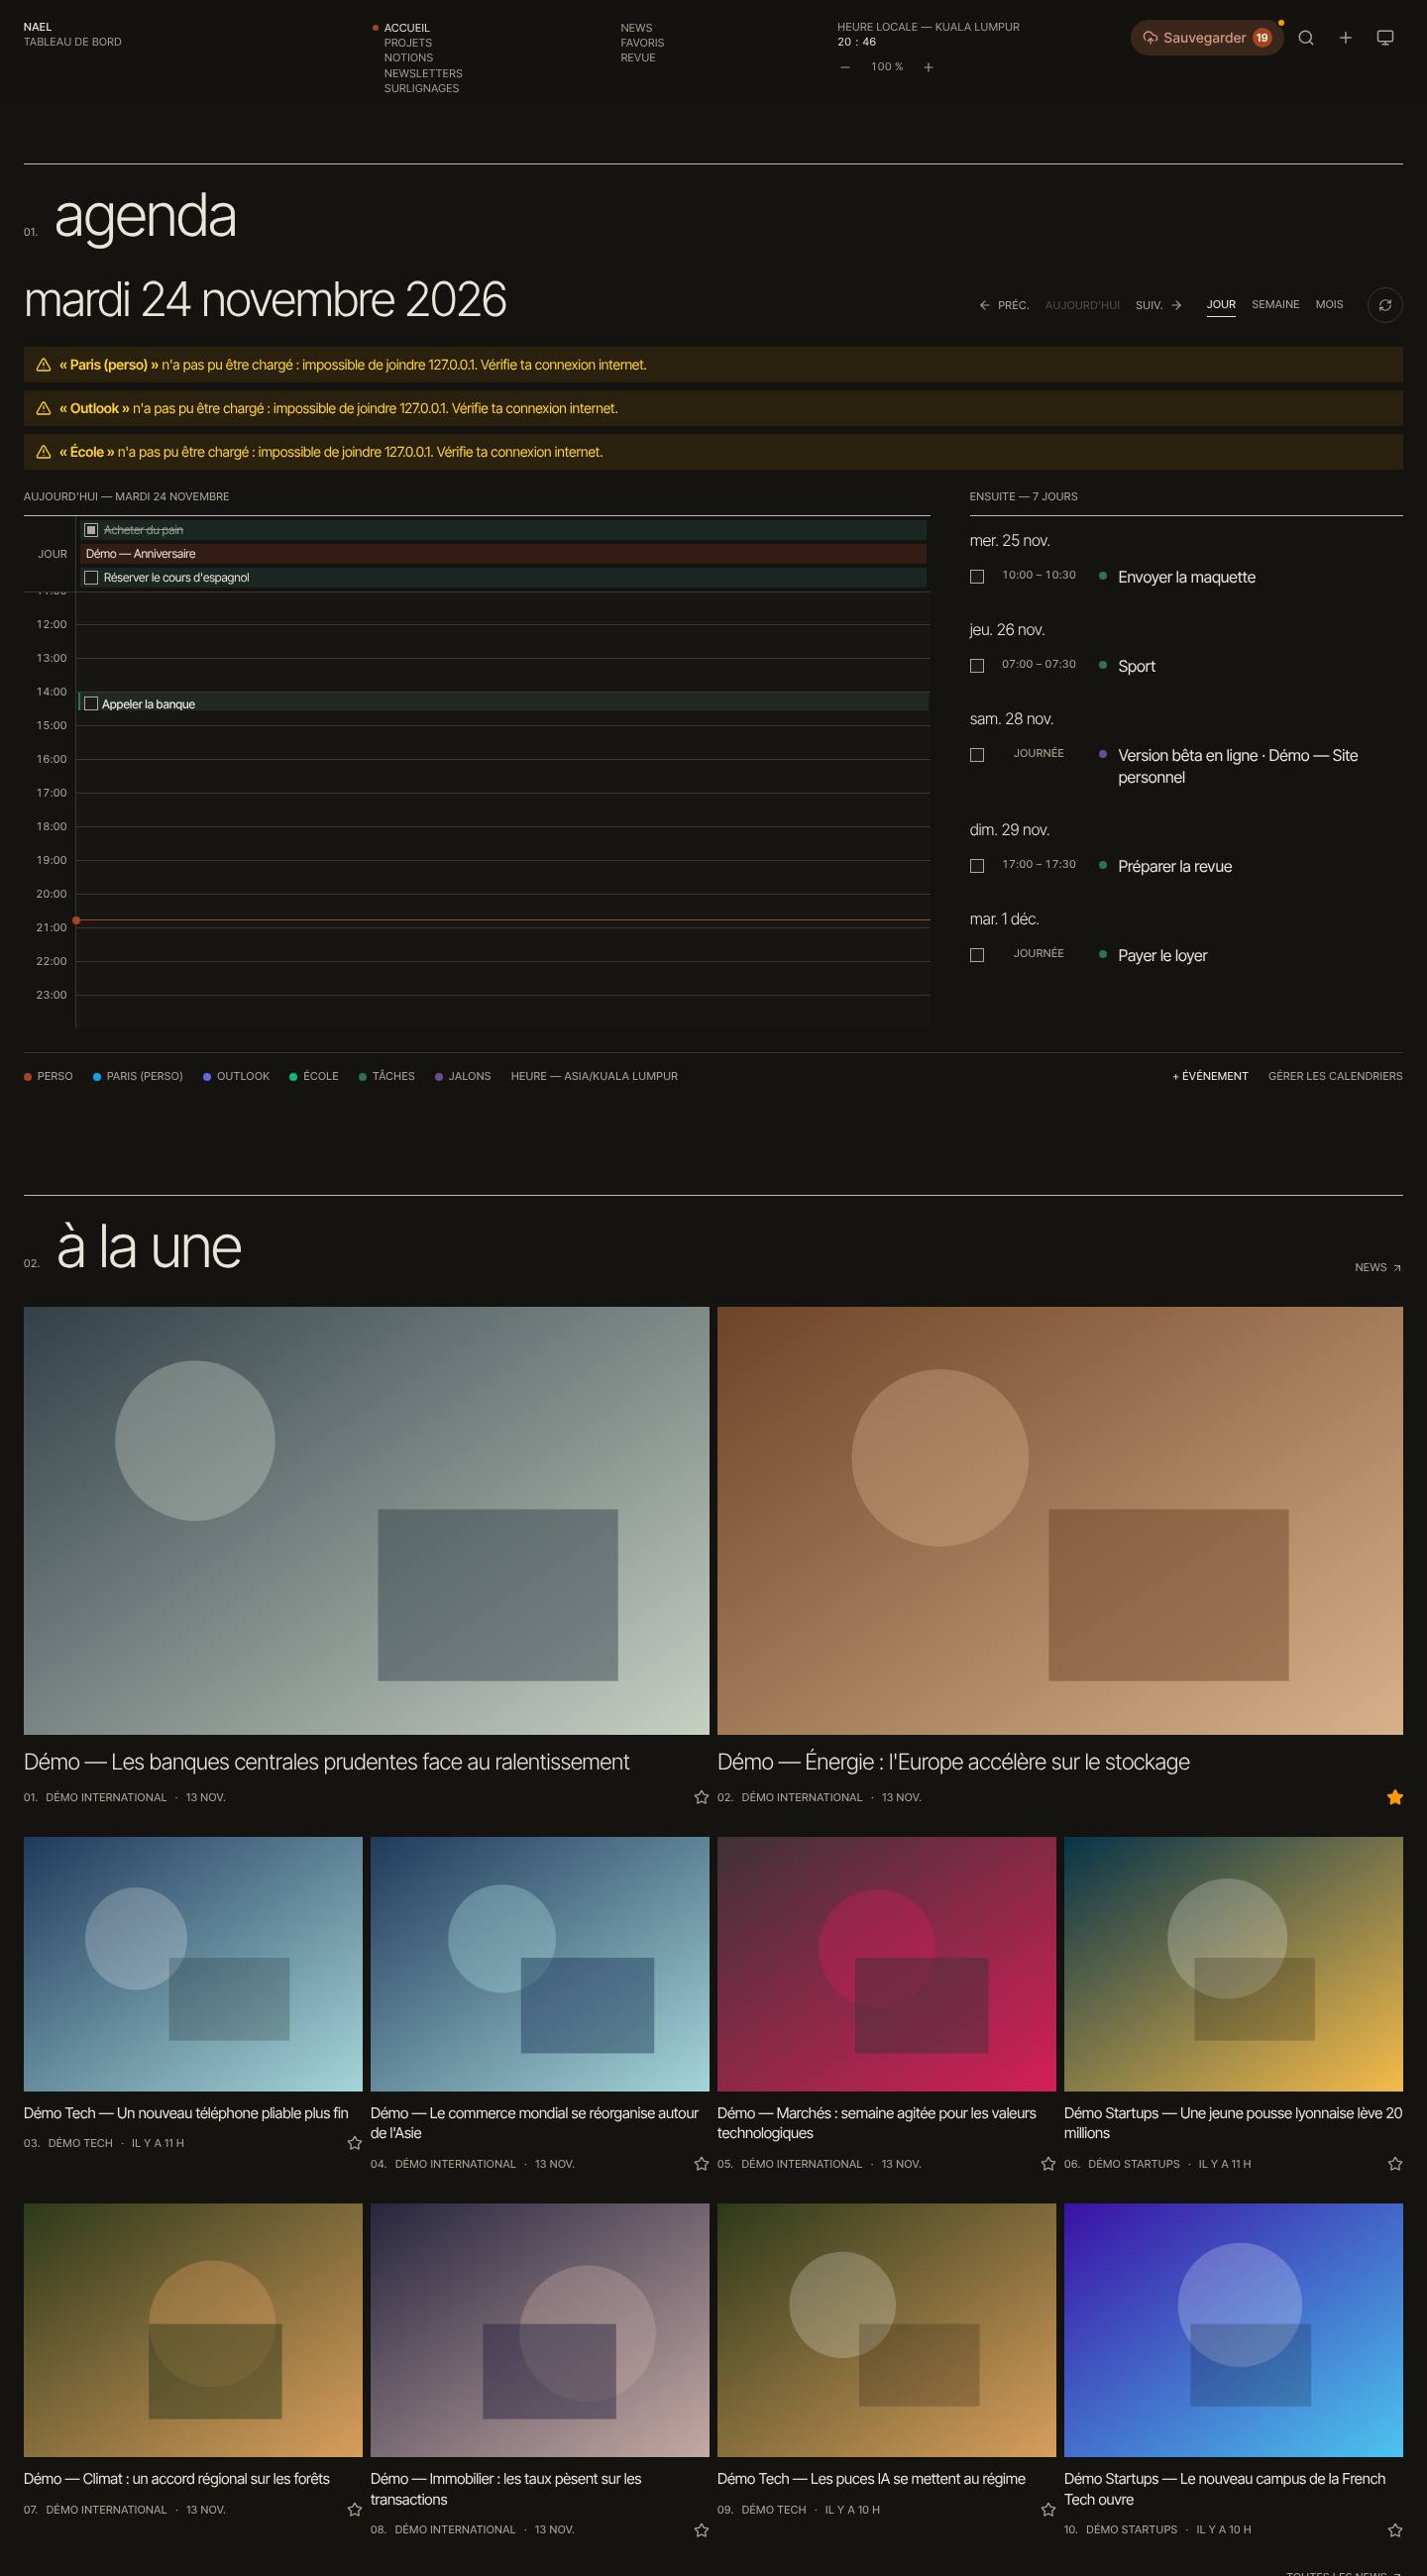 NAEL
TABLEAU DE BORD
ACCUEIL
PROJETS
NOTIONS
NEWSLETTERS
SURLIGNAGES
NEWS
FAVORIS
REVUE
HEURE LOCALE — KUALA LUMPUR
20 : 46
100 %
Sauvegarder 19
01. agenda
mardi 24 novembre 2026
PRÉC. AUJOURD'HUI SUIV. JOUR SEMAINE MOIS
« Paris (perso) » n'a pas pu être chargé : impossible de joindre 127.0.0.1. Vérifie ta connexion internet.
« Outlook » n'a pas pu être chargé : impossible de joindre 127.0.0.1. Vérifie ta connexion internet.
« École » n'a pas pu être chargé : impossible de joindre 127.0.0.1. Vérifie ta connexion internet.
AUJOURD'HUI — MARDI 24 NOVEMBRE
JOUR
Acheter du pain
Démo — Anniversaire
Réserver le cours d'espagnol
12:00
13:00
14:00
Appeler la banque
15:00
16:00
17:00
18:00
19:00
20:00
21:00
22:00
23:00
ENSUITE — 7 JOURS
mer. 25 nov.
10:00 – 10:30 Envoyer la maquette
jeu. 26 nov.
07:00 – 07:30 Sport
sam. 28 nov.
JOURNÉE Version bêta en ligne · Démo — Site
personnel
dim. 29 nov.
17:00 – 17:30 Préparer la revue
mar. 1 déc.
JOURNÉE Payer le loyer
PERSO PARIS (PERSO) OUTLOOK ÉCOLE TÂCHES JALONS HEURE — ASIA/KUALA LUMPUR
+ ÉVÉNEMENT GÉRER LES CALENDRIERS
02. à la une
NEWS
Démo — Les banques centrales prudentes face au ralentissement
01. DÉMO INTERNATIONAL · 13 NOV.
Démo — Énergie : l'Europe accélère sur le stockage
02. DÉMO INTERNATIONAL · 13 NOV.
Démo Tech — Un nouveau téléphone pliable plus fin
03. DÉMO TECH · IL Y A 11 H
Démo — Le commerce mondial se réorganise autour
de l'Asie
04. DÉMO INTERNATIONAL · 13 NOV.
Démo — Marchés : semaine agitée pour les valeurs
technologiques
05. DÉMO INTERNATIONAL · 13 NOV.
Démo Startups — Une jeune pousse lyonnaise lève 20
millions
06. DÉMO STARTUPS · IL Y A 11 H
Démo — Climat : un accord régional sur les forêts
07. DÉMO INTERNATIONAL · 13 NOV.
Démo — Immobilier : les taux pèsent sur les
transactions
08. DÉMO INTERNATIONAL · 13 NOV.
Démo Tech — Les puces IA se mettent au régime
09. DÉMO TECH · IL Y A 10 H
Démo Startups — Le nouveau campus de la French
Tech ouvre
10. DÉMO STARTUPS · IL Y A 10 H